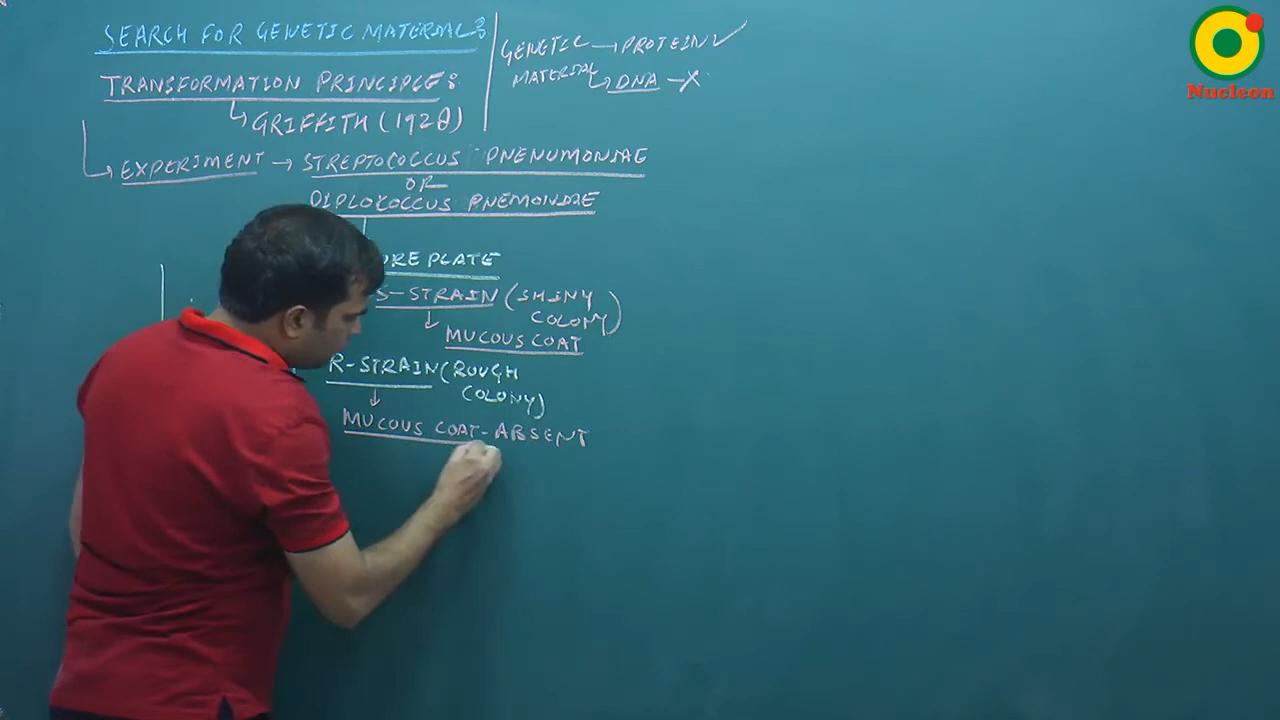 SEARCH FOR GENETIC MATERIAL:
TRANSFORMATION PRINCIPLE:
GRIFFITH (1928)
GENETIC → PROTEIN ✓
MATERIAL → DNA - X
EXPERIMENT → STREPTOCOCCUS PNENUMONIAE
OR
DIPLOCOCCUS PNEMONIAE
URE PLATE
S-STRAIN (SHINY
COLONY)
MUCOUS COAT
R-STRAIN (ROUGH
COLONY)
MUCOUS COAT-ABSENT
Nucleon